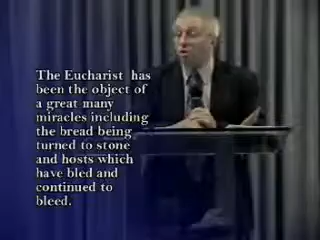 The Eucharist has
been the object of
a great many
miracles including
the bread being
turned to stone
and hosts which
have bled and
continued to
bleed.